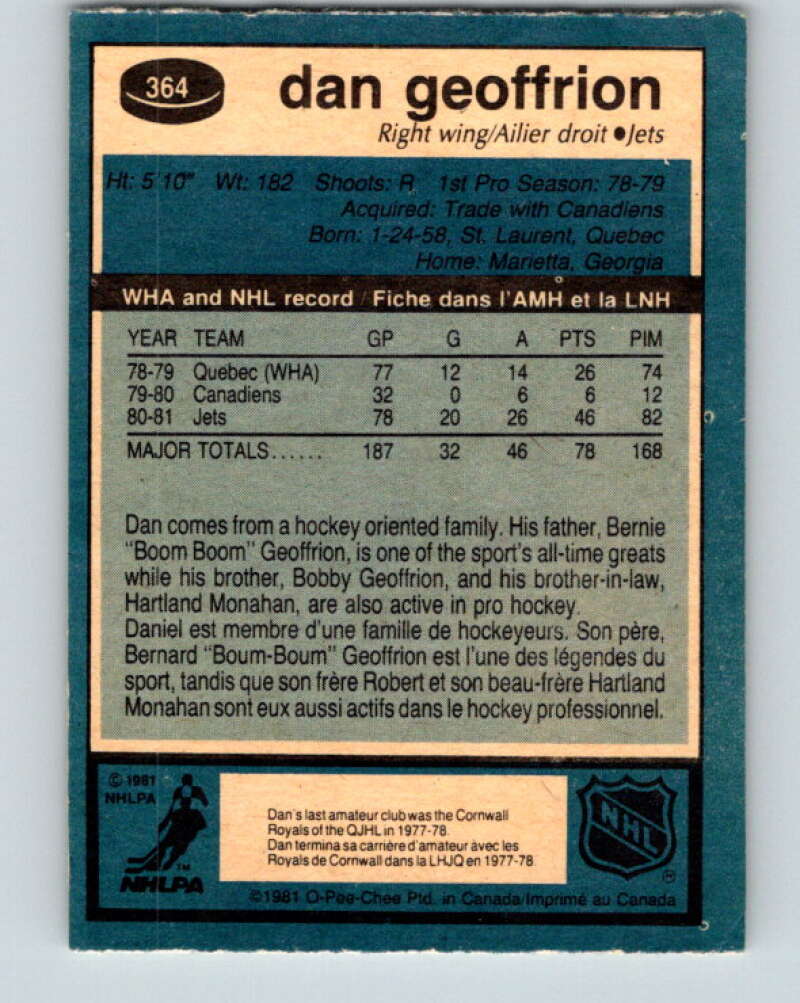 364
dan geoffrion
Right wing/Ailier droit ●Jets
Ht: 5'10" Wt: 182 Shoots: R 1st Pro Season: 78-79
Acquired: Trade with Canadiens
Born: 1-24-58, St. Laurent, Quebec
Home: Marietta, Georgia
WHA and NHL record / Fiche dans l'AMH et la LNH
YEAR TEAM GP G A PTS PIM
78-79 Quebec (WHA) 77 12 14 26 74
79-80 Canadiens 32 0 6 6 12
80-81 Jets 78 20 26 46 82
MAJOR TOTALS...... 187 32 46 78 168
Dan comes from a hockey oriented family. His father, Bernie
"Boom Boom" Geoffrion, is one of the sport's all-time greats
while his brother, Bobby Geoffrion, and his brother-in-law,
Hartland Monahan, are also active in pro hockey.
Daniel est membre d'une famille de hockeyeurs. Son père,
Bernard "Boum-Boum" Geoffrion est l'une des légendes du
sport, tandis que son frère Robert et son beau-frère Hartland
Monahan sont eux aussi actifs dans le hockey professionnel.
© 1981
NHLPA
TM
NHLPA
Dan's last amateur club was the Cornwall
Royals of the QJHL in 1977-78.
Dan termina sa carrière d'amateur avec les
Royals de Cornwall dans la LHJQ en 1977-78.
NHL
®
©1981 O-Pee-Chee Ptd. in Canada/Imprimé au Canada